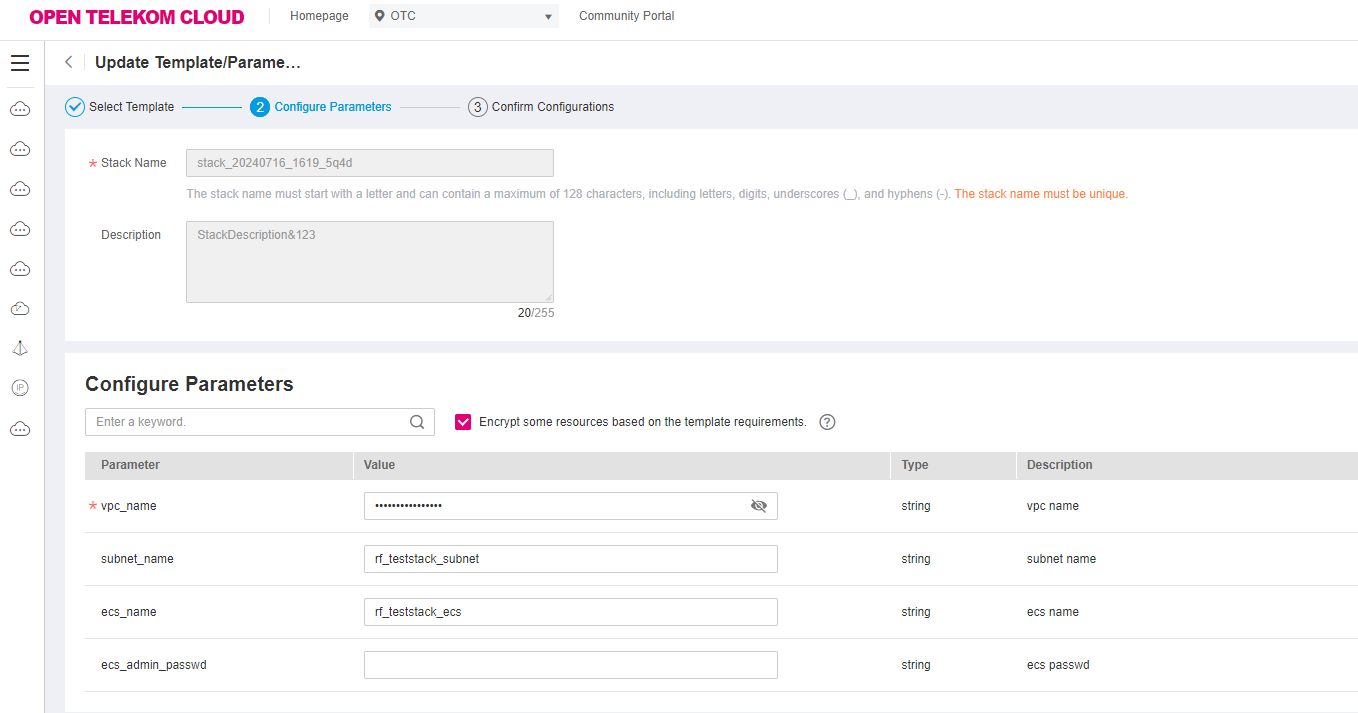 OPEN TELEKOM CLOUD Homepage OTC Community Portal
Update Template/Parame...
Select Template 2 Configure Parameters 3 Confirm Configurations
* Stack Name stack_20240716_1619_5q4d
The stack name must start with a letter and can contain a maximum of 128 characters, including letters, digits, underscores (_), and hyphens (-). The stack name must be unique.
Description StackDescription&123
20/255
Configure Parameters
Enter a keyword. Encrypt some resources based on the template requirements. ?
Parameter Value Type Description
* vpc_name •••••••••••••••• string vpc name
subnet_name rf_teststack_subnet string subnet name
IP
ecs_name rf_teststack_ecs string ecs name
ecs_admin_passwd string ecs passwd